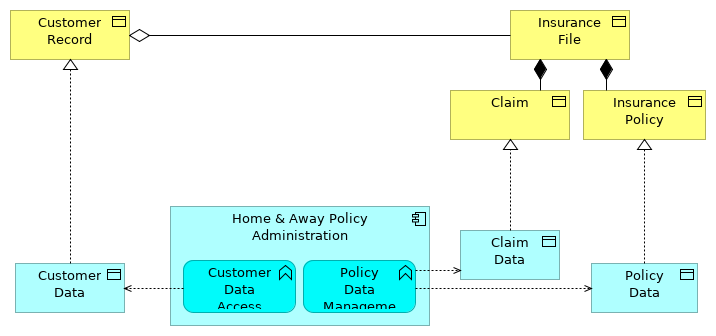 Customer
Record
Insurance
File
Claim
Insurance
Policy
Home & Away Policy
Administration
Claim
Data
Customer
Data
Customer
Data
Access
Policy
Data
Manageme
Policy
Data